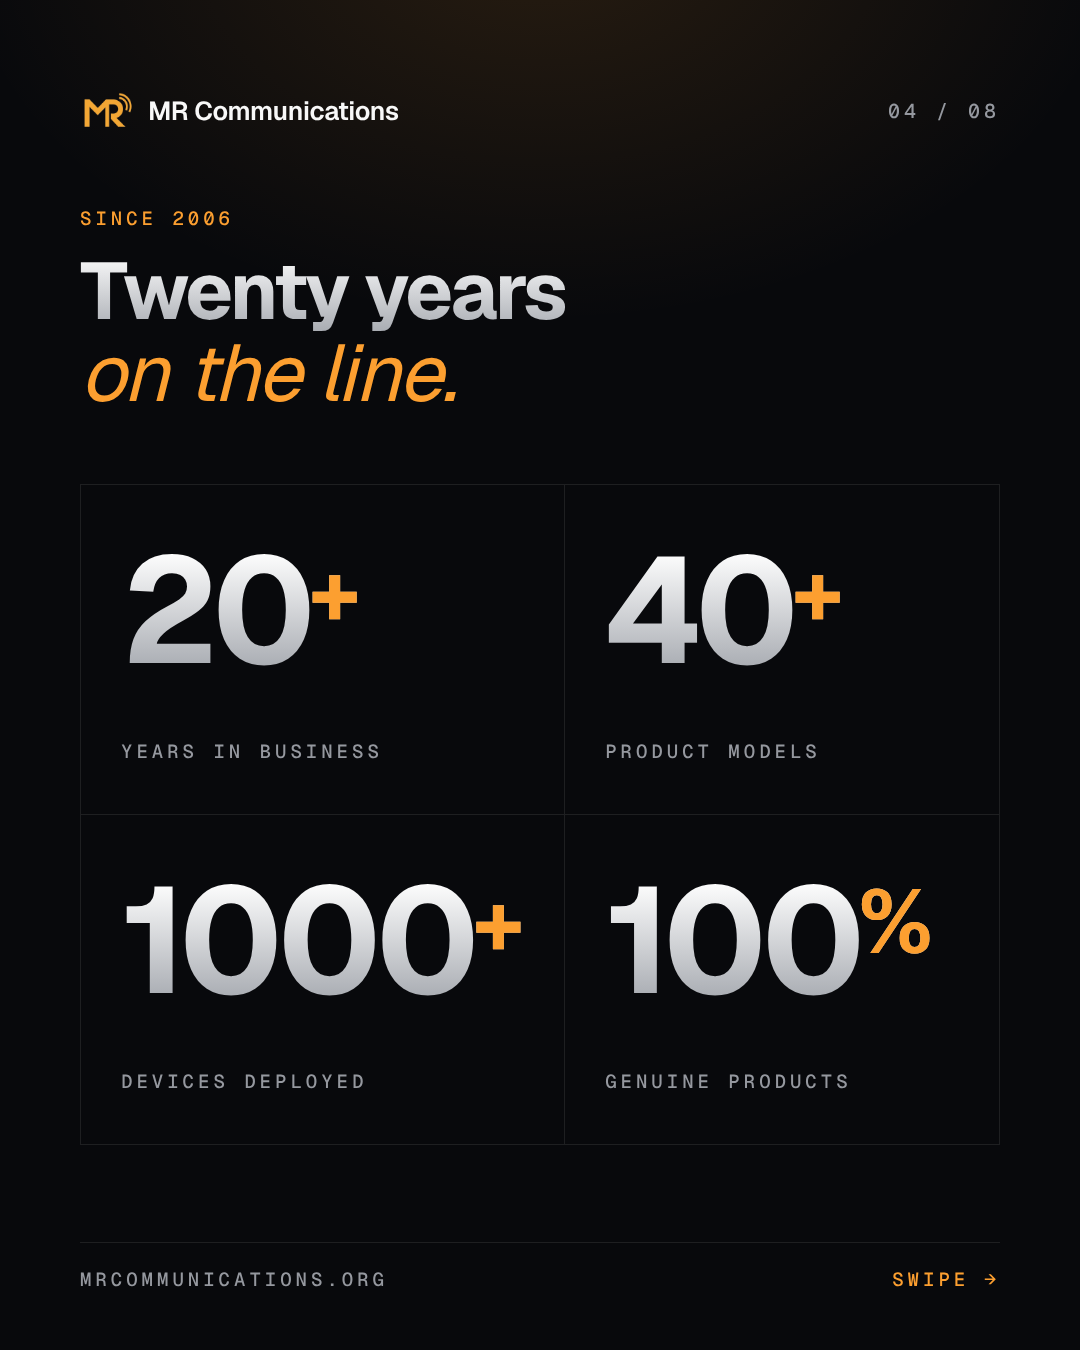 MR MR Communications
04 / 08
SINCE 2006
Twenty years
on the line.
20+
YEARS IN BUSINESS
40+
PRODUCT MODELS
1000+
DEVICES DEPLOYED
100%
GENUINE PRODUCTS
MRCOMMUNICATIONS.ORG
SWIPE →